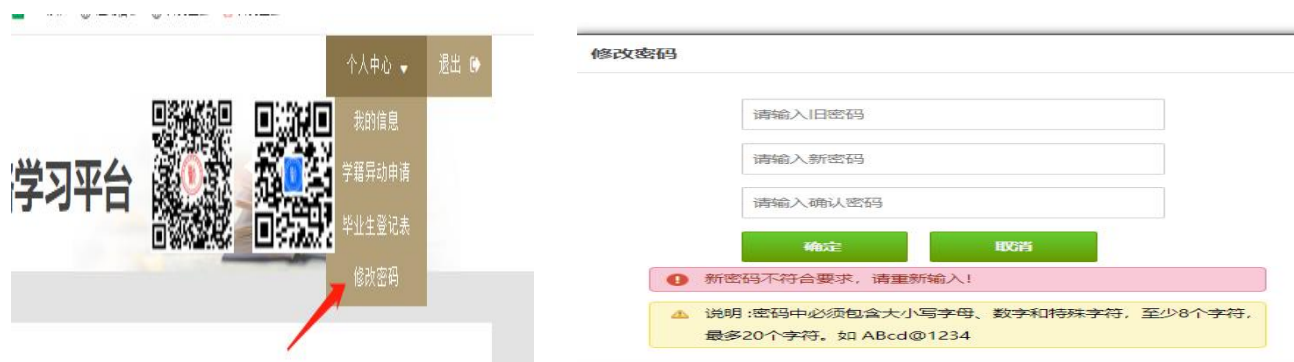 个人中心
退出
我的信息
学籍异动申请
毕业生登记表
修改密码
学习平台
修改密码
请输入旧密码
请输入新密码
请输入确认密码
确定
取消
新密码不符合要求，请重新输入！
说明：密码中必须包含大小写字母、数字和特殊字符，至少8个字符，
最多20个字符。如 ABcd@1234